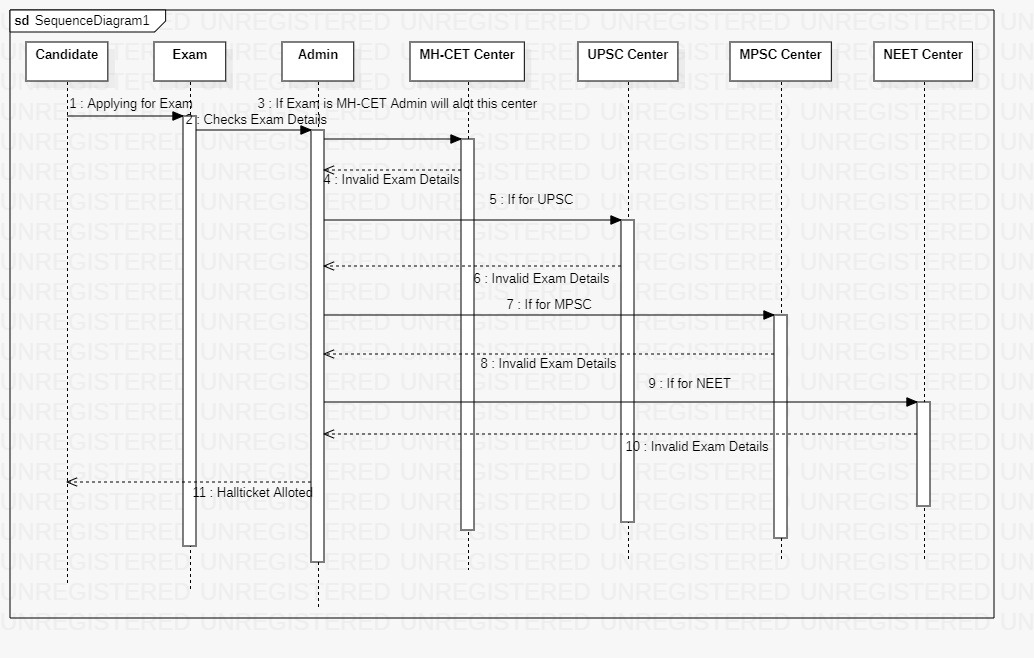 sd SequenceDiagram1
Candidate
Exam
Admin
MH-CET Center
UPSC Center
MPSC Center
NEET Center
1 : Applying for Exam
3 : If Exam is MH-CET Admin will alot this center
2 : Checks Exam Details
4 : Invalid Exam Details
5 : If for UPSC
6 : Invalid Exam Details
7 : If for MPSC
8 : Invalid Exam Details
9 : If for NEET
10 : Invalid Exam Details
11 : Hallticket Alloted
UNREGISTERED